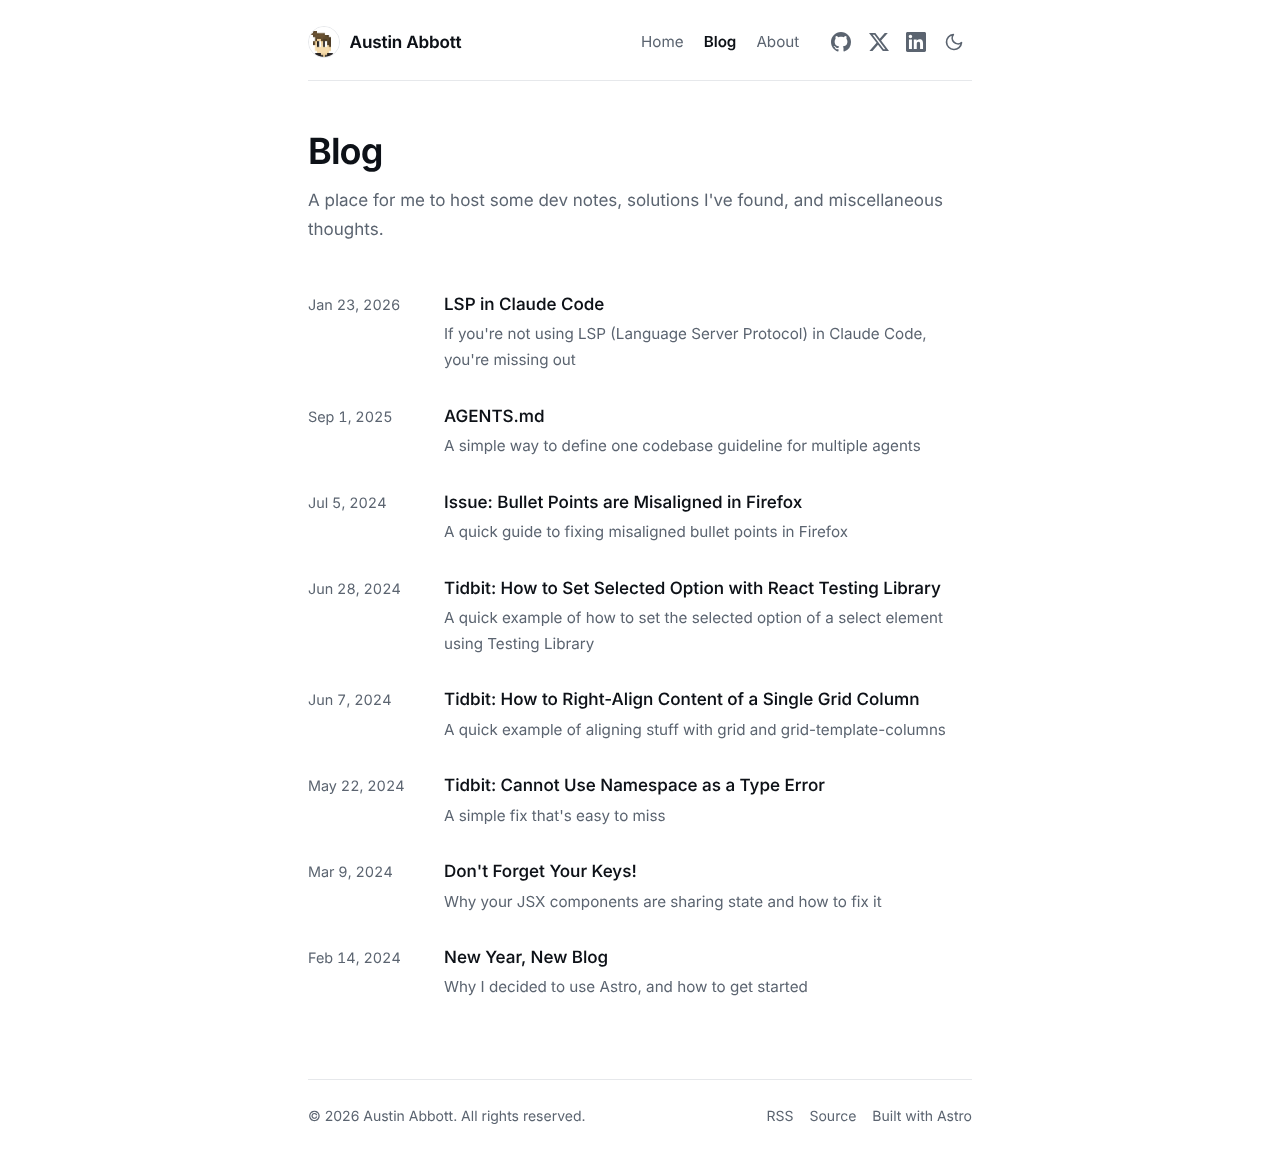 Austin Abbott
Home Blog About
Blog
A place for me to host some dev notes, solutions I've found, and miscellaneous
thoughts.
Jan 23, 2026 LSP in Claude Code
If you're not using LSP (Language Server Protocol) in Claude Code,
you're missing out
Sep 1, 2025 AGENTS.md
A simple way to define one codebase guideline for multiple agents
Jul 5, 2024 Issue: Bullet Points are Misaligned in Firefox
A quick guide to fixing misaligned bullet points in Firefox
Jun 28, 2024 Tidbit: How to Set Selected Option with React Testing Library
A quick example of how to set the selected option of a select element
using Testing Library
Jun 7, 2024 Tidbit: How to Right-Align Content of a Single Grid Column
A quick example of aligning stuff with grid and grid-template-columns
May 22, 2024 Tidbit: Cannot Use Namespace as a Type Error
A simple fix that's easy to miss
Mar 9, 2024 Don't Forget Your Keys!
Why your JSX components are sharing state and how to fix it
Feb 14, 2024 New Year, New Blog
Why I decided to use Astro, and how to get started
© 2026 Austin Abbott. All rights reserved. RSS Source Built with Astro